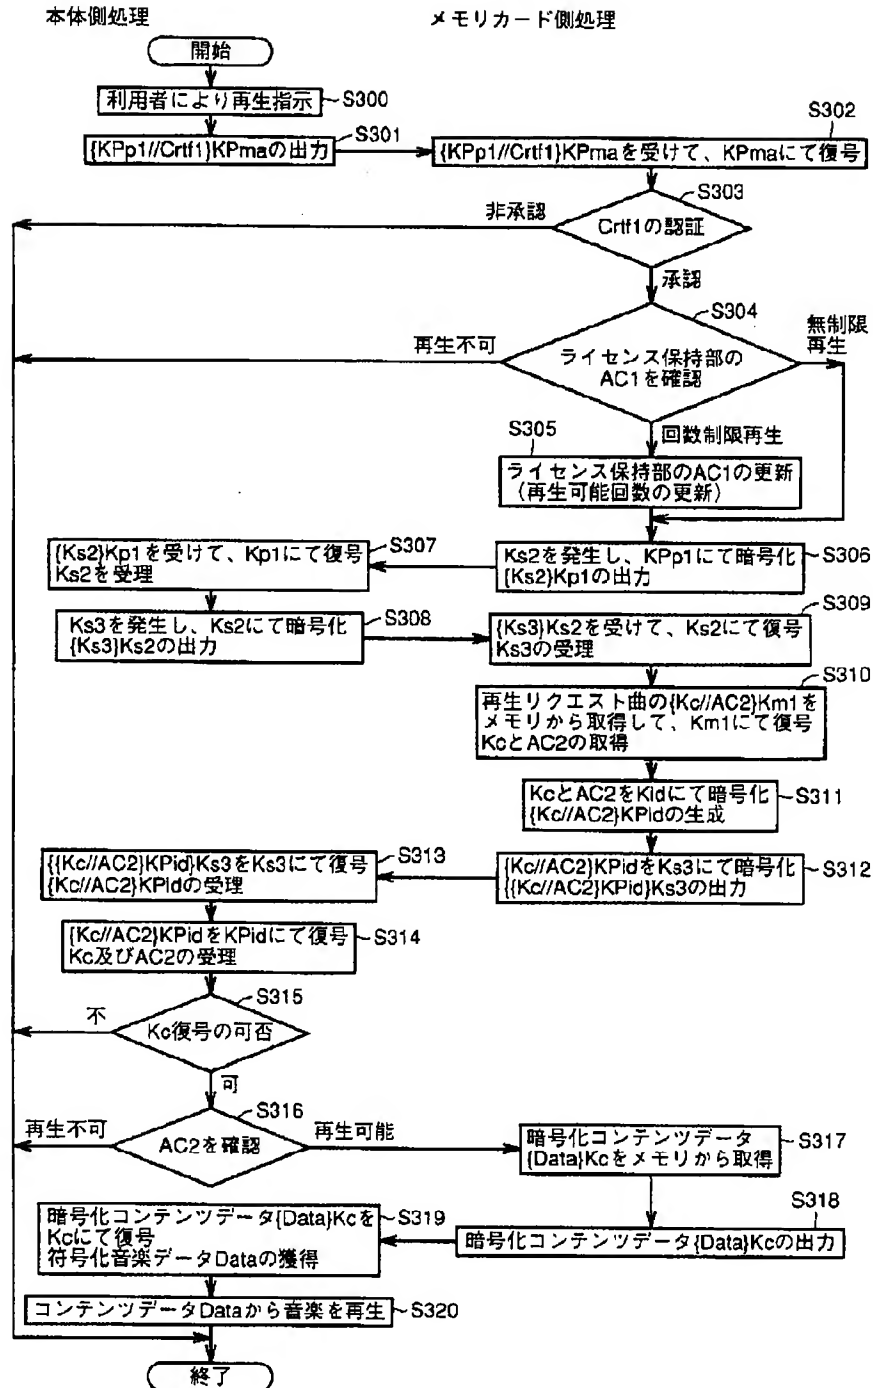 本体側処理
メモリカード側処理
開始
利用者により再生指示
S300
{KPp1//Crtf1}KPmaの出力
S301
{KPp1//Crtf1}KPmaを受けて、KPmaにて復号
S302
Crtf1の認証
S303
非承認
承認
ライセンス保持部の
AC1を確認
S304
再生不可
無制限
再生
回数制限再生
S305
ライセンス保持部のAC1の更新
(再生可能回数の更新)
Ks2を発生し、KPp1にて暗号化
{Ks2}Kp1の出力
S306
{Ks2}Kp1を受けて、Kp1にて復号
Ks2を受理
S307
Ks3を発生し、Ks2にて暗号化
{Ks3}Ks2の出力
S308
{Ks3}Ks2を受けて、Ks2にて復号
Ks3の受理
S309
再生リクエスト曲の{Kc//AC2}Km1を
メモリから取得して、Km1にて復号
KcとAC2の取得
S310
KcとAC2をKidにて暗号化
{Kc//AC2}KPidの生成
S311
{Kc//AC2}KPidをKs3にて暗号化
{{Kc//AC2}KPid}Ks3の出力
S312
{{Kc//AC2}KPid}Ks3をKs3にて復号
{Kc//AC2}KPidの受理
S313
{Kc//AC2}KPidをKPidにて復号
Kc及びAC2の受理
S314
Kc復号の可否
S315
不
可
AC2を確認
S316
再生不可
再生可能
暗号化コンテンツデータ
{Data}Kcをメモリから取得
S317
暗号化コンテンツデータ{Data}Kcの出力
S318
暗号化コンテンツデータ{Data}Kcを
Kcにて復号
符号化音楽データDataの獲得
S319
コンテンツデータDataから音楽を再生
S320
終了